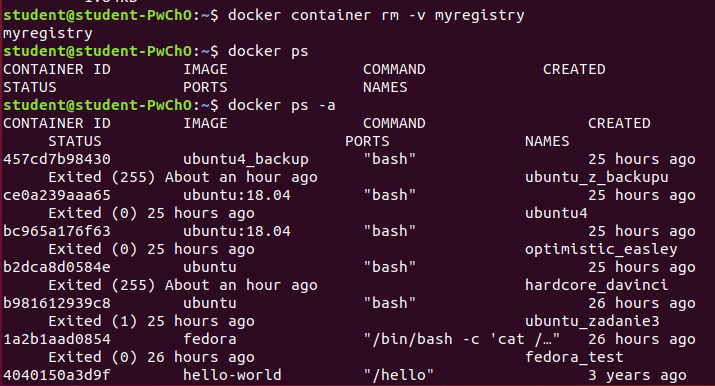 student@student-PwChO:~$ docker container rm -v myregistry
myregistry
student@student-PwChO:~$ docker ps
CONTAINER ID        IMAGE               COMMAND             CREATED
STATUS              PORTS               NAMES
student@student-PwChO:~$ docker ps -a
CONTAINER ID        IMAGE               COMMAND                  CREATED
     STATUS                           PORTS               NAMES
457cd7b98430        ubuntu4_backup      "bash"                   25 hours ago
     Exited (255) About an hour ago                       ubuntu_z_backupu
ce0a239aaa65        ubuntu:18.04        "bash"                   25 hours ago
     Exited (0) 25 hours ago                              ubuntu4
bc965a176f63        ubuntu:18.04        "bash"                   25 hours ago
     Exited (0) 25 hours ago                              optimistic_easley
b2dca8d0584e        ubuntu              "bash"                   25 hours ago
     Exited (255) About an hour ago                       hardcore_davinci
b981612939c8        ubuntu              "bash"                   26 hours ago
     Exited (1) 25 hours ago                              ubuntu_zadanie3
1a2b1aad0854        fedora              "/bin/bash -c 'cat /…"   26 hours ago
     Exited (0) 26 hours ago                              fedora_test
4040150a3d9f        hello-world         "/hello"                 3 years ago